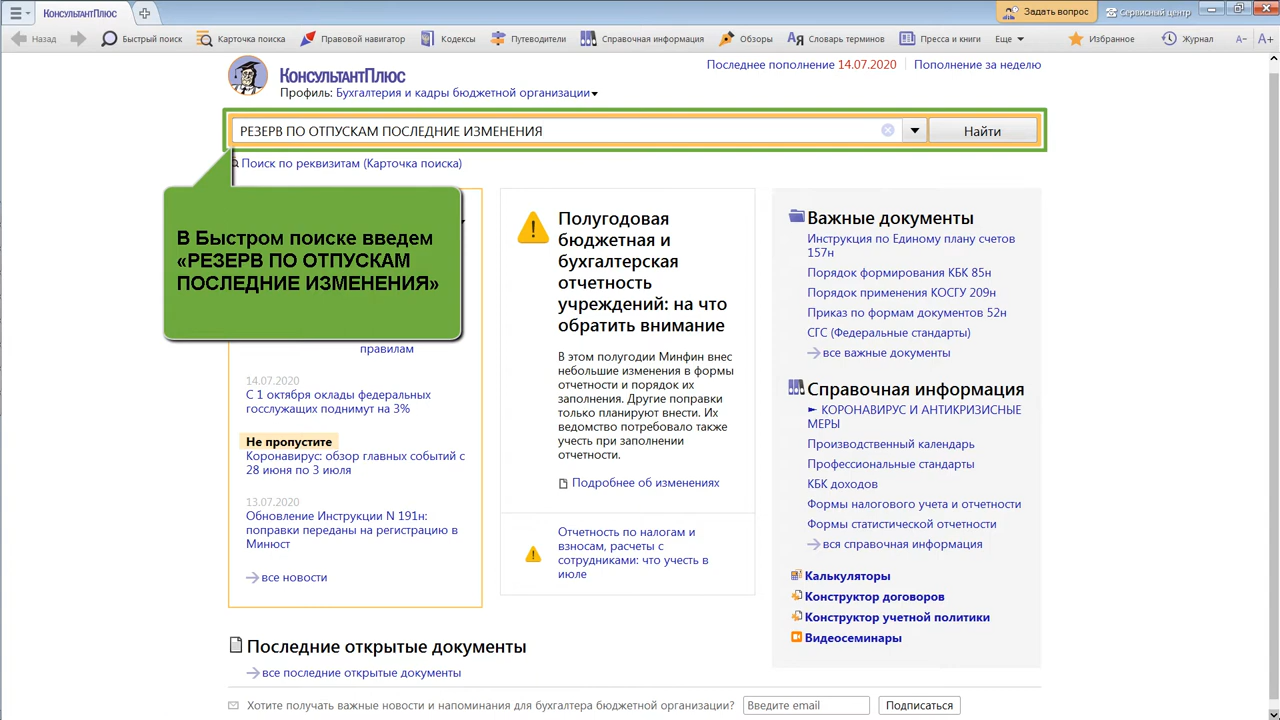 КонсультантПлюс
Задать вопрос
Сервисный центр
Назад
Быстрый поиск
Карточка поиска
Правовой навигатор
Кодексы
Путеводители
Справочная информация
Обзоры
Словарь терминов
Пресса и книги
Еще
Избранное
Журнал
А−
А+
КонсультантПлюс
Профиль: Бухгалтерия и кадры бюджетной организации
Последнее пополнение 14.07.2020
Пополнение за неделю
РЕЗЕРВ ПО ОТПУСКАМ ПОСЛЕДНИЕ ИЗМЕНЕНИЯ
Найти
Поиск по реквизитам (Карточка поиска)
В Быстром поиске введем
«РЕЗЕРВ ПО ОТПУСКАМ
ПОСЛЕДНИЕ ИЗМЕНЕНИЯ»
правилам
14.07.2020
С 1 октября оклады федеральных
госслужащих поднимут на 3%
Не пропустите
Коронавирус: обзор главных событий с
28 июня по 3 июля
13.07.2020
Обновление Инструкции N 191н:
поправки переданы на регистрацию в
Минюст
все новости
Полугодовая
бюджетная и
бухгалтерская
отчетность
учреждений: на что
обратить внимание
В этом полугодии Минфин внес
небольшие изменения в формы
отчетности и порядок их
заполнения. Другие поправки
только планируют внести. Их
ведомство потребовало также
учесть при заполнении
отчетности.
Подробнее об изменениях
Отчетность по налогам и
взносам, расчеты с
сотрудниками: что учесть в
июле
Важные документы
Инструкция по Единому плану счетов
157н
Порядок формирования КБК 85н
Порядок применения КОСГУ 209н
Приказ по формам документов 52н
СГС (Федеральные стандарты)
все важные документы
Справочная информация
► КОРОНАВИРУС И АНТИКРИЗИСНЫЕ
МЕРЫ
Производственный календарь
Профессиональные стандарты
КБК доходов
Формы налогового учета и отчетности
Формы статистической отчетности
вся справочная информация
Калькуляторы
Конструктор договоров
Конструктор учетной политики
Видеосеминары
Последние открытые документы
все последние открытые документы
Хотите получать важные новости и напоминания для бухгалтера бюджетной организации?
Введите email
Подписаться